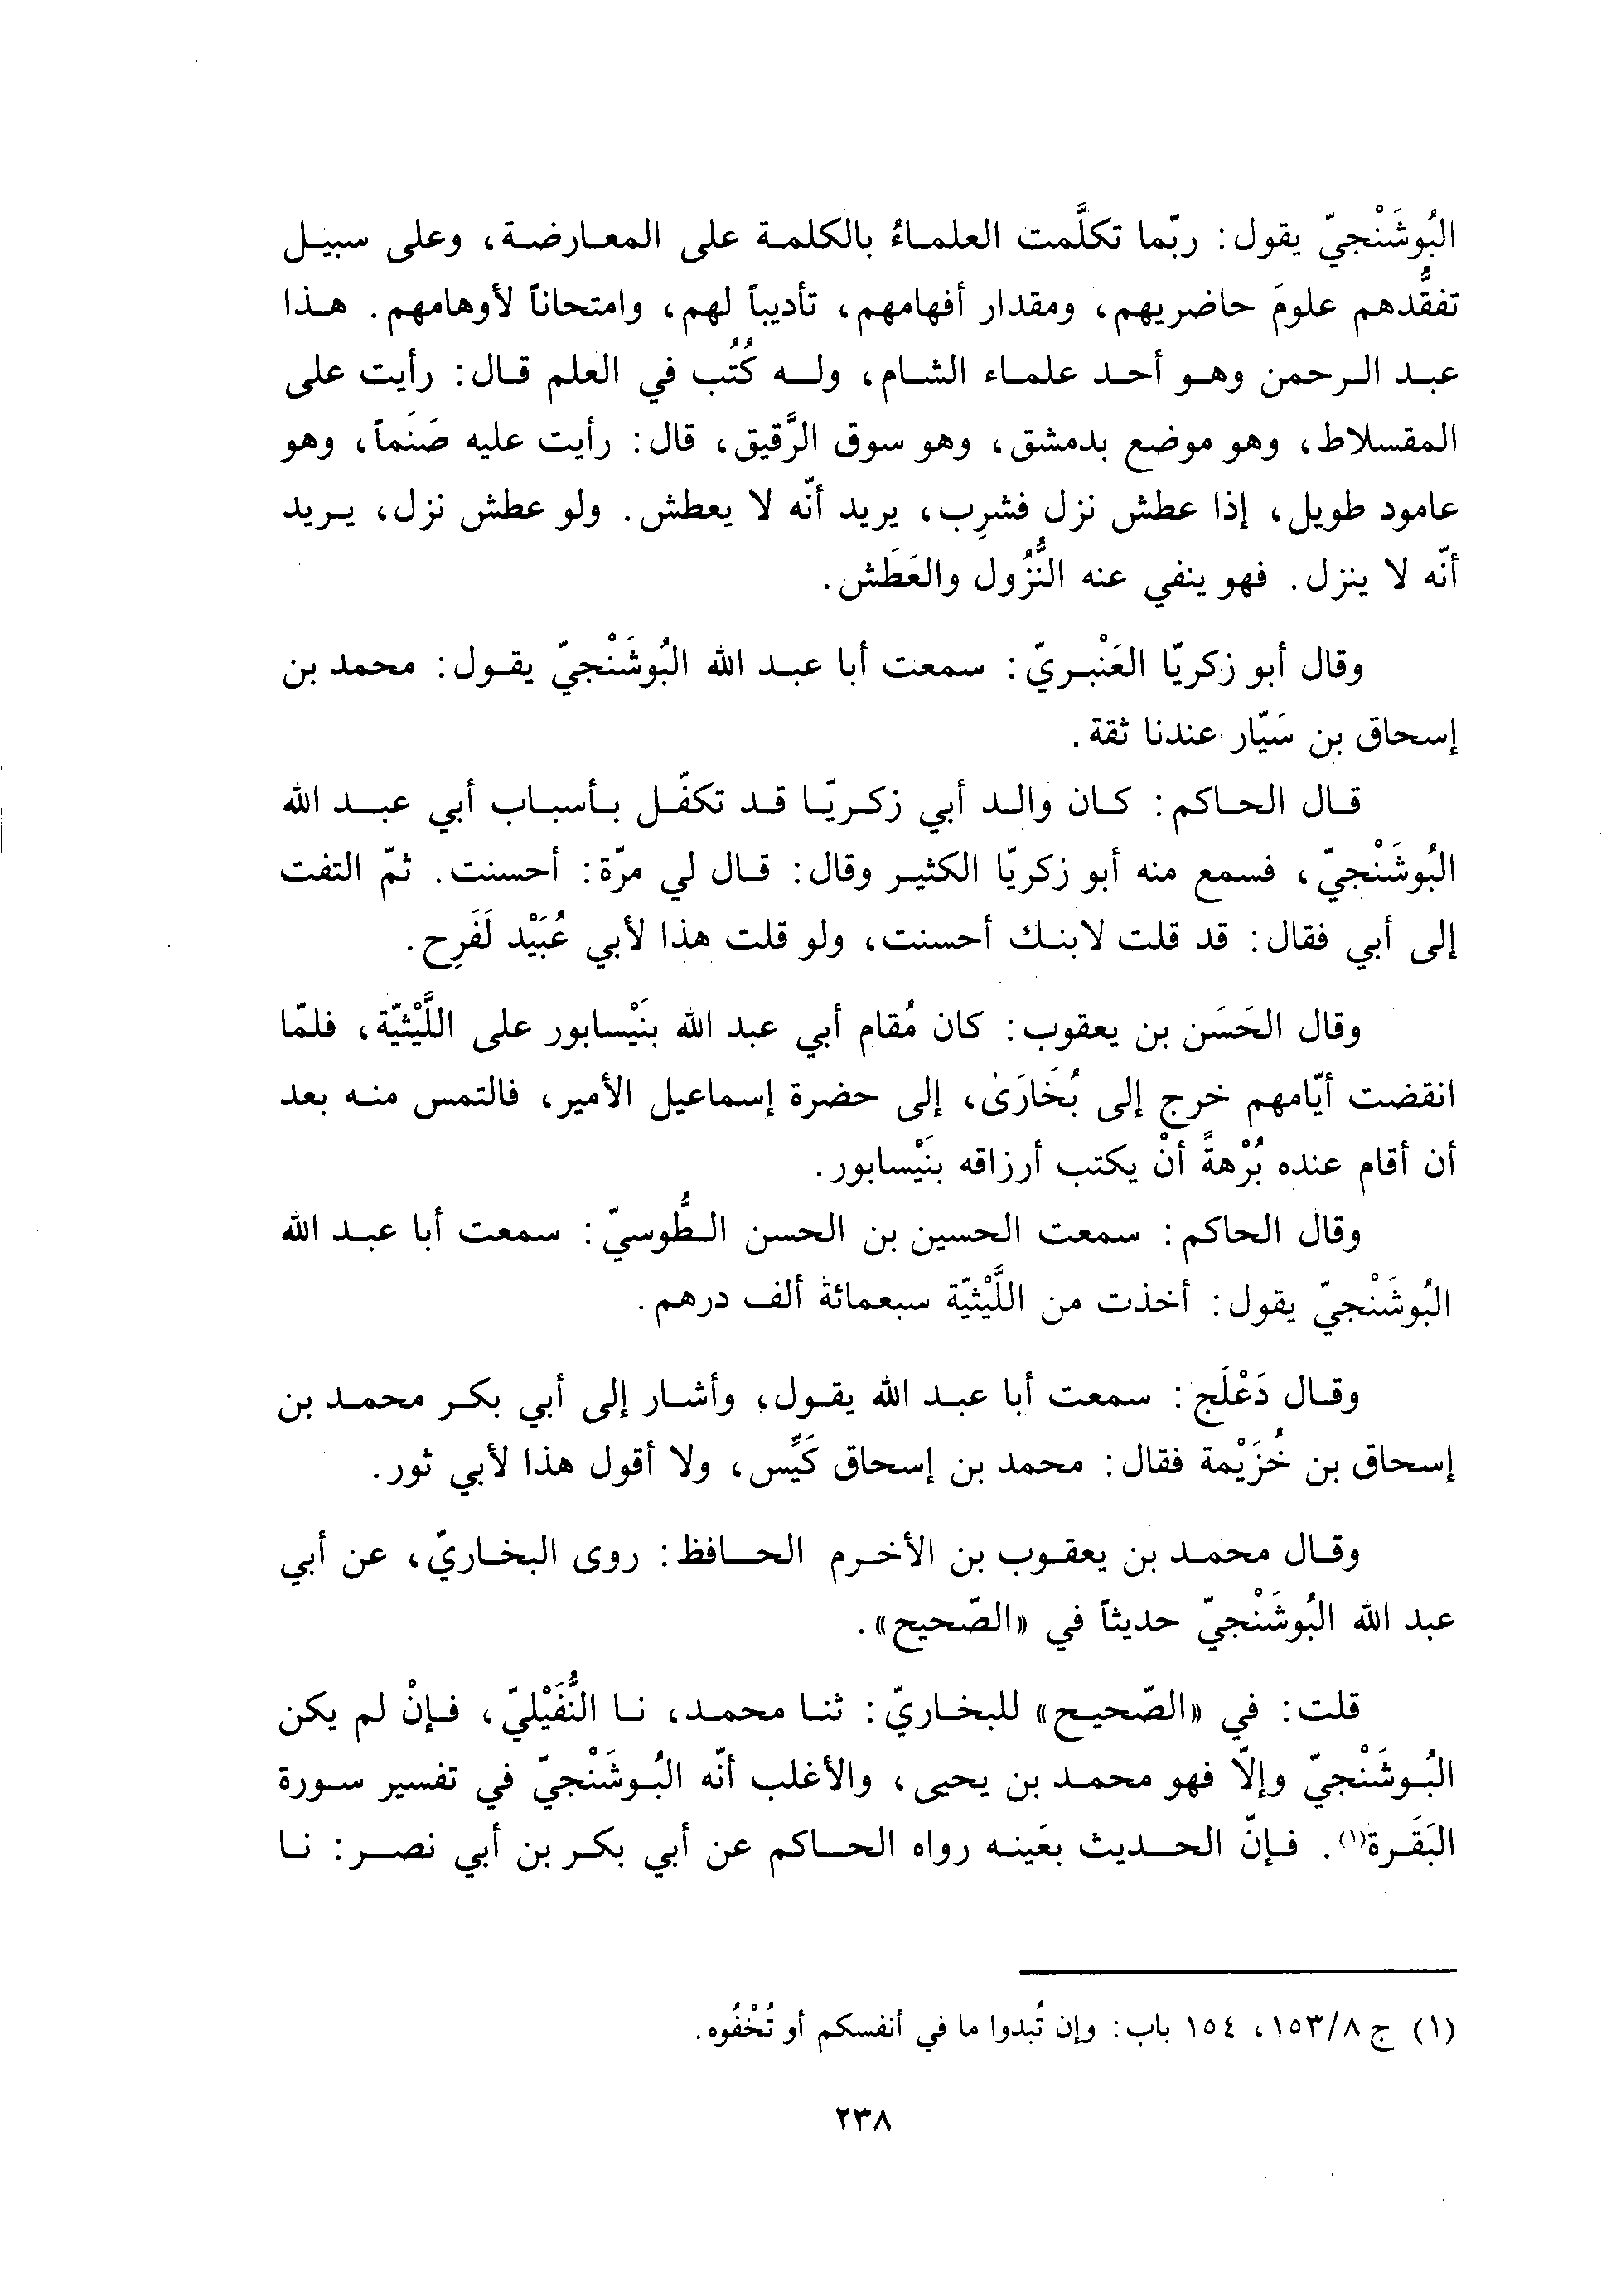 البُوشَنْجيّ يقول: ربّما تكلَّمت العلماءُ بالكلمة على المعارضة، وعلى سبيل
تفقُّدهم علومَ حاضريهم، ومقدار أفهامهم، تأديباً لهم، وامتحاناً لأوهامهم. هذا
عبد الرحمن وهو أحد علماء الشام، وله كُتُب في العلم قال: رأيت على
المقسلاط، وهو موضع بدمشق، وهو سوق الرَّقيق، قال: رأيت عليه صَنَماً، وهو
عامود طويل، إذا عطش نزل فشرِب، يريد أنّه لا يعطش. ولو عطش نزل، يريد
أنّه لا ينزل. فهو ينفي عنه النُّزُول والعَطَش.
وقال أبو زكريّا العَنْبريّ: سمعت أبا عبد الله البُوشَنْجيّ يقول: محمد بن
إسحاق بن سَيّار عندنا ثقة.
قال الحاكم: كان والد أبي زكريّا قد تكفّل بأسباب أبي عبد الله
البُوشَنْجيّ، فسمع منه أبو زكريّا الكثير وقال: قال لي مرّة: أحسنت. ثمّ التفت
إلى أبي فقال: قد قلت لابنك أحسنت، ولو قلت هذا لأبي عُبَيْد لَفَرِح.
وقال الحَسَن بن يعقوب: كان مُقام أبي عبد الله بنَيْسابور على اللَّيْثيّة، فلمّا
انقضت أيّامهم خرج إلى بُخَارَىٰ، إلى حضرة إسماعيل الأمير، فالتمس منه بعد
أن أقام عنده بُرْهةً أنْ يكتب أرزاقه بنَيْسابور.
وقال الحاكم: سمعت الحسين بن الحسن الطُّوسيّ: سمعت أبا عبد الله
البُوشَنْجيّ يقول: أخذت من اللَّيْثيّة سبعمائة ألف درهم.
وقال دَعْلَج: سمعت أبا عبد الله يقول، وأشار إلى أبي بكر محمد بن
إسحاق بن خُزَيْمة فقال: محمد بن إسحاق كَيِّس، ولا أقول هذا لأبي ثور.
وقال محمد بن يعقوب بن الأخرم الحافظ: روى البخاريّ، عن أبي
عبد الله البُوشَنْجيّ حديثاً في «الصّحيح».
قلت: في «الصّحيح» للبخاريّ: ثنا محمد، نا النُّفَيْليّ، فإنْ لم يكن
البُوشَنْجيّ وإلّا فهو محمد بن يحيى، والأغلب أنّه البُوشَنْجيّ في تفسير سورة
البَقَرة(١). فإنّ الحديث بعَينه رواه الحاكم عن أبي بكر بن أبي نصر: نا
(١) ج ٨/١٥٣، ١٥٤ باب: وإن تُبدوا ما في أنفسكم أو تُخْفُوه.
٢٣٨